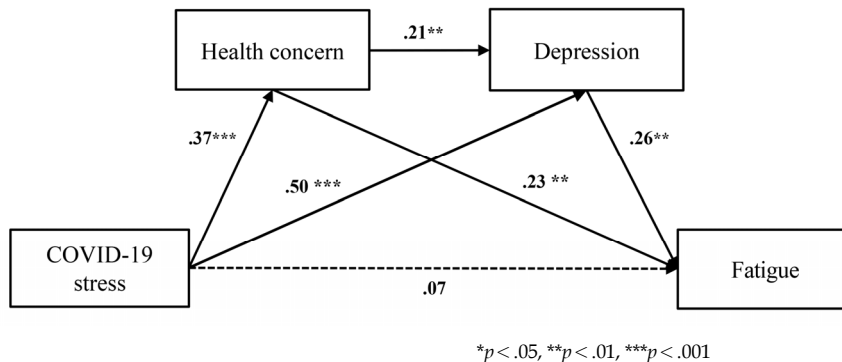 Health concern
.21**
Depression
.37***
.26**
.50 ***
.23 **
COVID-19
stress
.07
Fatigue
*p < .05, **p < .01, ***p < .001